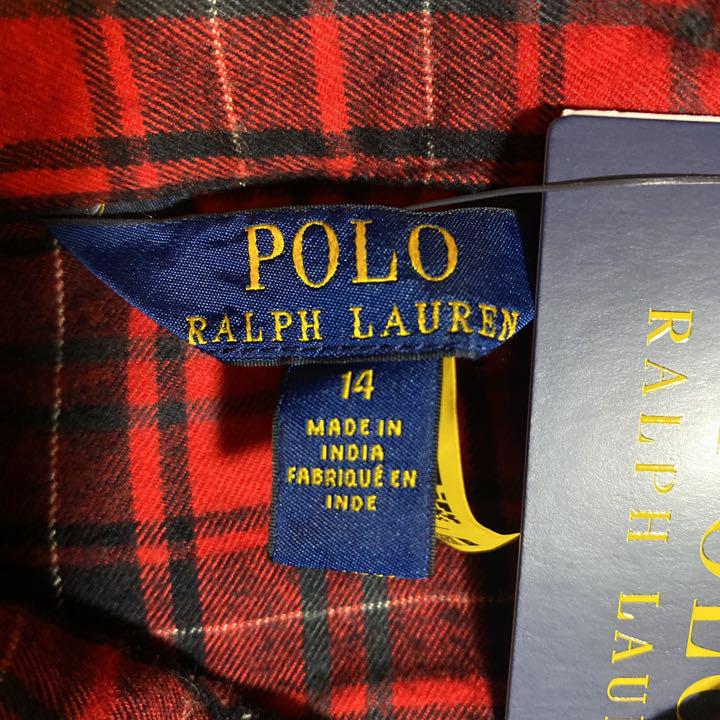 POLO
RALPH LAUREN
14
MADE IN
INDIA
FABRIQUÉ EN
INDE
RALPH LAU